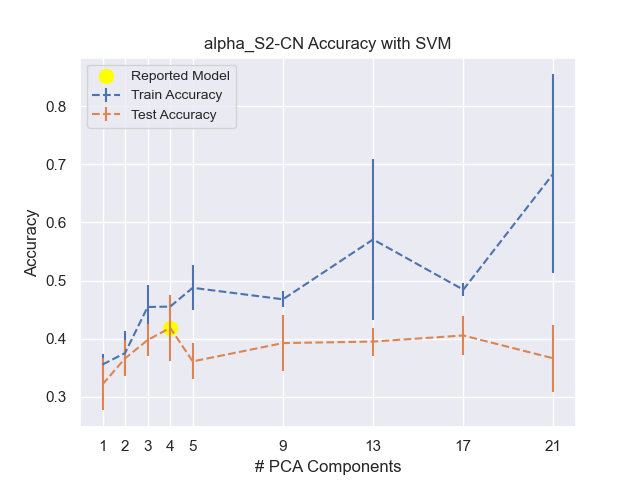 alpha_S2-CN Accuracy with SVM
Reported Model
Train Accuracy
Test Accuracy
Accuracy
0.8
0.7
0.6
0.5
0.4
0.3
1 2 3 4 5 9 13 17 21
# PCA Components